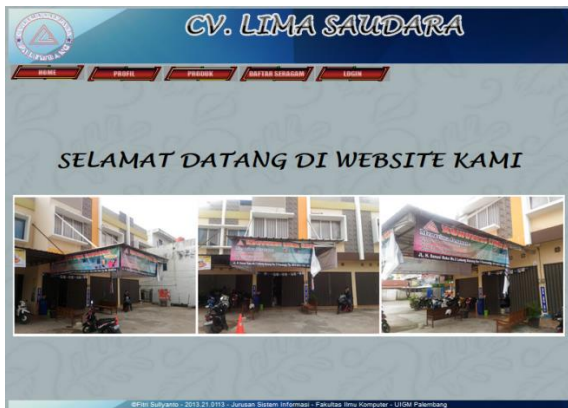 CV. LIMA SAUDARA
HOME
PROFIL
PRODUK
DAFTAR SERAGAM
LOGIN
SELAMAT DATANG DI WEBSITE KAMI
©Fitri Sullyanto - 2013.21.0113 - Jurusan Sistem Informasi - Fakultas Ilmu Komputer - UIGM Palembang